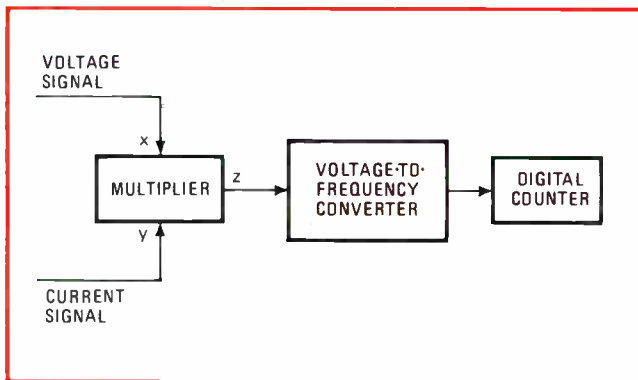 VOLTAGE
SIGNAL
x
MULTIPLIER
z
VOLTAGE-TO-
FREQUENCY
CONVERTER
DIGITAL
COUNTER
y
CURRENT
SIGNAL